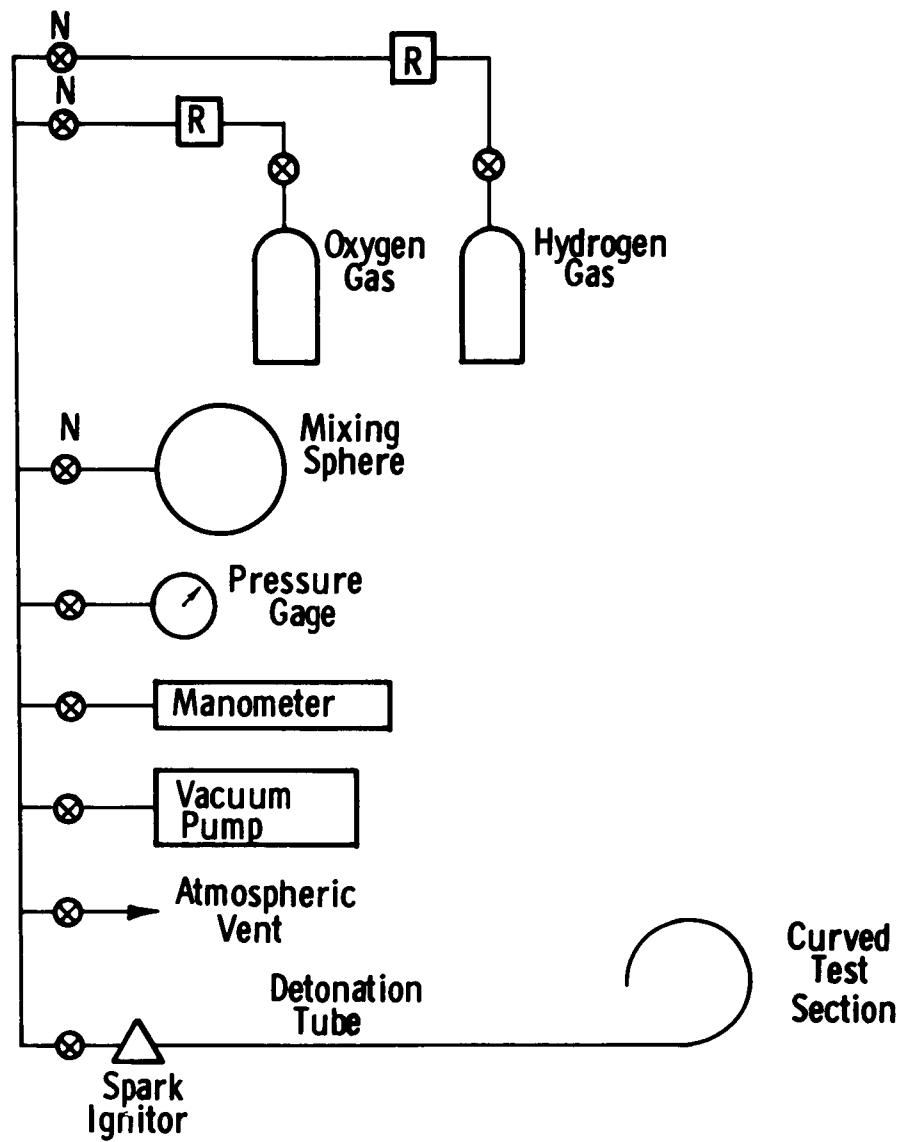 N
R
N
R
Oxygen
Gas
Hydrogen
Gas
N
Mixing
Sphere
Pressure
Gage
Manometer
Vacuum
Pump
Atmospheric
Vent
Curved
Test
Section
Detonation
Tube
Spark
Ignitor